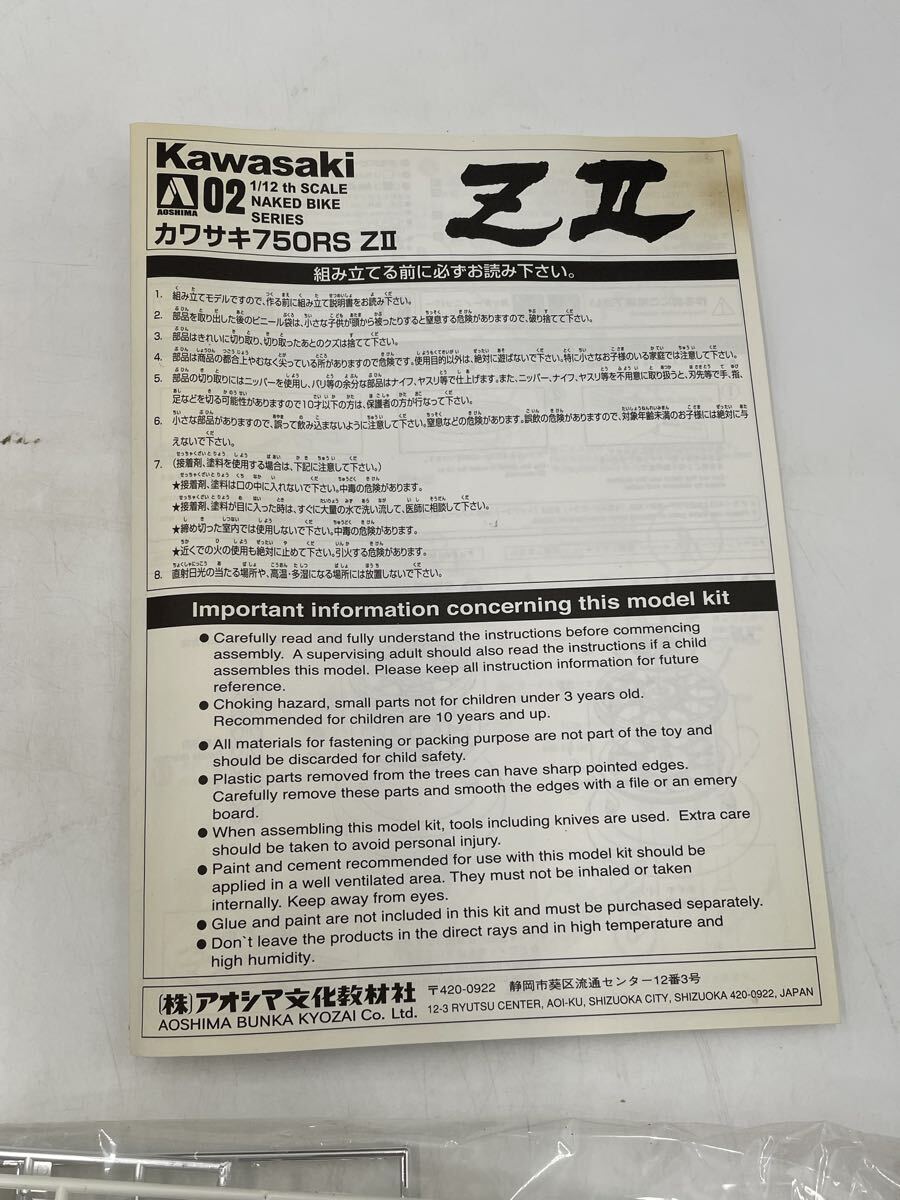 Kawasaki
AOSHIMA
02
1/12 th SCALE
NAKED BIKE
SERIES
カワサキ750RS ZII
ZII
組み立てる前に必ずお読み下さい。
1. 組み立てモデルですので、作る前に組み立て説明書をお読み下さい。
2. 部品を取り出した後のビニール袋は、小さな子供が頭から被ったりすると窒息する危険がありますので、破り捨てて下さい。
3. 部品はきれいに切り取り、切り取ったあとのクズは捨てて下さい。
4. 部品は商品の都合上やむなく尖っている所がありますので危険です。使用目的以外は、絶対に遊ばないで下さい。特に小さなお子様のいる家庭では注意して下さい。
5. 部品の切り取りにはニッパーを使用し、バリ等の余分な部品はナイフ、ヤスリ等で仕上げます。また、ニッパー、ナイフ、ヤスリ等を不用意に取り扱うと、刃先等で手、指、
足などを切る可能性がありますので10才以下の方は、保護者の方が行なって下さい。
6. 小さな部品がありますので、誤って飲み込まないように注意して下さい。窒息などの危険があります。誤飲の危険がありますので、対象年齢未満のお子様には絶対に与
えないで下さい。
7. (接着剤、塗料を使用する場合は、下記に注意して下さい。)
★接着剤、塗料は口の中に入れないで下さい。中毒の危険があります。
★接着剤、塗料が目に入った時は、すぐに大量の水で洗い流して、医師に相談して下さい。
★締め切った室内では使用しないで下さい。中毒の危険があります。
★近くでの火の使用も絶対に止めて下さい。引火する危険があります。
8. 直射日光の当たる場所や、高温・多湿になる場所には放置しないで下さい。
Important information concerning this model kit
● Carefully read and fully understand the instructions before commencing
assembly. A supervising adult should also read the instructions if a child
assembles this model. Please keep all instruction information for future
reference.
● Choking hazard, small parts not for children under 3 years old.
Recommended for children are 10 years and up.
● All materials for fastening or packing purpose are not part of the toy and
should be discarded for child safety.
● Plastic parts removed from the trees can have sharp pointed edges.
Carefully remove these parts and smooth the edges with a file or an emery
board.
● When assembling this model kit, tools including knives are used. Extra care
should be taken to avoid personal injury.
● Paint and cement recommended for use with this model kit should be
applied in a well ventilated area. They must not be inhaled or taken
internally. Keep away from eyes.
● Glue and paint are not included in this kit and must be purchased separately.
● Don`t leave the products in the direct rays and in high temperature and
high humidity.
(株)アオシマ文化教材社
AOSHIMA BUNKA KYOZAI Co. Ltd.
〒420-0922 静岡市葵区流通センター12番3号
12-3 RYUTSU CENTER, AOI-KU, SHIZUOKA CITY, SHIZUOKA 420-0922, JAPAN